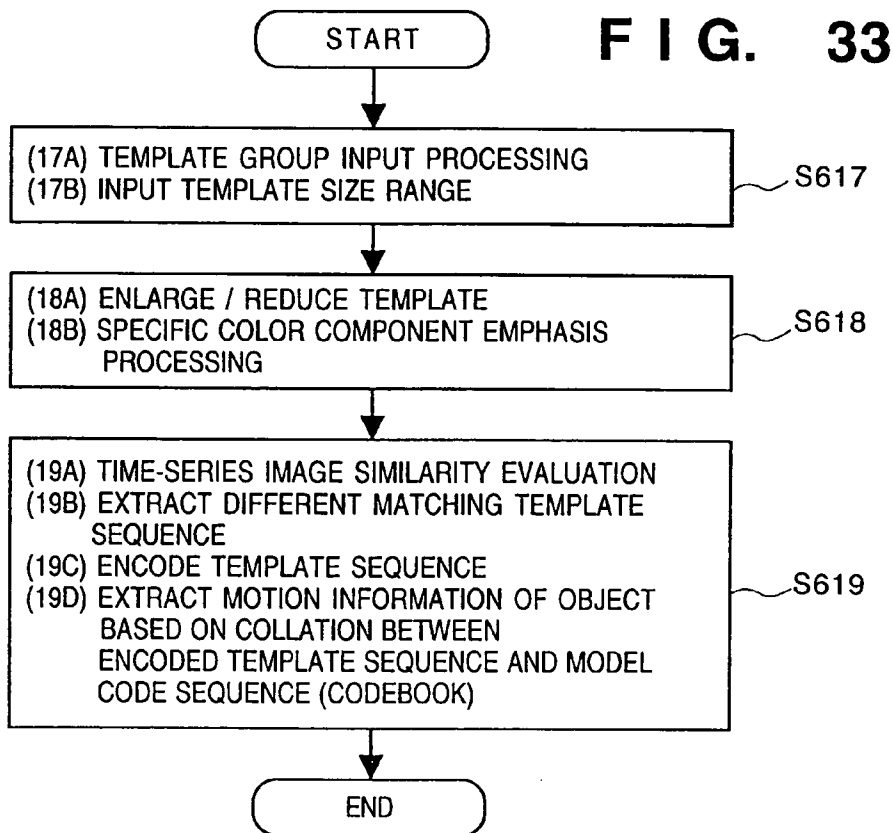 START
FIG. 33
(17A) TEMPLATE GROUP INPUT PROCESSING
(17B) INPUT TEMPLATE SIZE RANGE
S617
(18A) ENLARGE / REDUCE TEMPLATE
(18B) SPECIFIC COLOR COMPONENT EMPHASIS
PROCESSING
S618
(19A) TIME-SERIES IMAGE SIMILARITY EVALUATION
(19B) EXTRACT DIFFERENT MATCHING TEMPLATE
SEQUENCE
(19C) ENCODE TEMPLATE SEQUENCE
(19D) EXTRACT MOTION INFORMATION OF OBJECT
BASED ON COLLATION BETWEEN
ENCODED TEMPLATE SEQUENCE AND MODEL
CODE SEQUENCE (CODEBOOK)
S619
END